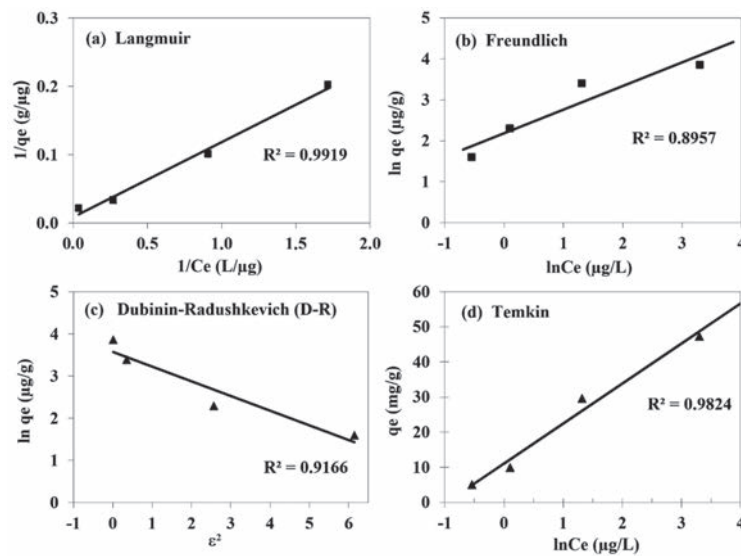 (a) Langmuir
1/qe (g/µg)
0.3
0.2
0.1
0.0
R² = 0.9919
0.0 0.5 1.0 1.5 2.0
1/Ce (L/µg)
(b) Freundlich
ln qe (µg/g)
5
4
3
2
1
0
R² = 0.8957
-1 0 1 2 3 4
lnCe (µg/L)
(c) Dubinin-Radushkevich (D-R)
ln qe (µg/g)
5
4
3
2
1
0
R² = 0.9166
-1 0 1 2 3 4 5 6
ε²
(d) Temkin
qe (mg/g)
60
50
40
30
20
10
0
R² = 0.9824
-1 0 1 2 3 4
lnCe (µg/L)